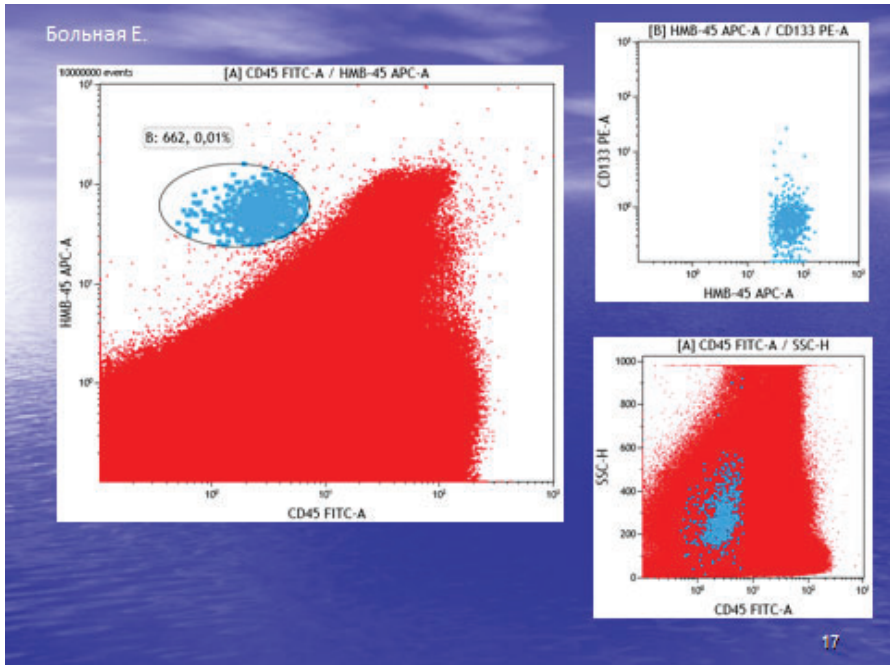 Больная Е.
10000000 events
[A] CD45 FITC-A / HMB-45 APC-A
B: 662, 0,01%
HMB-45 APC-A
CD45 FITC-A
[B] HMB-45 APC-A / CD133 PE-A
CD133 PE-A
HMB-45 APC-A
[A] CD45 FITC-A / SSC-H
1000
800
600
400
200
0
SSC-H
CD45 FITC-A
17